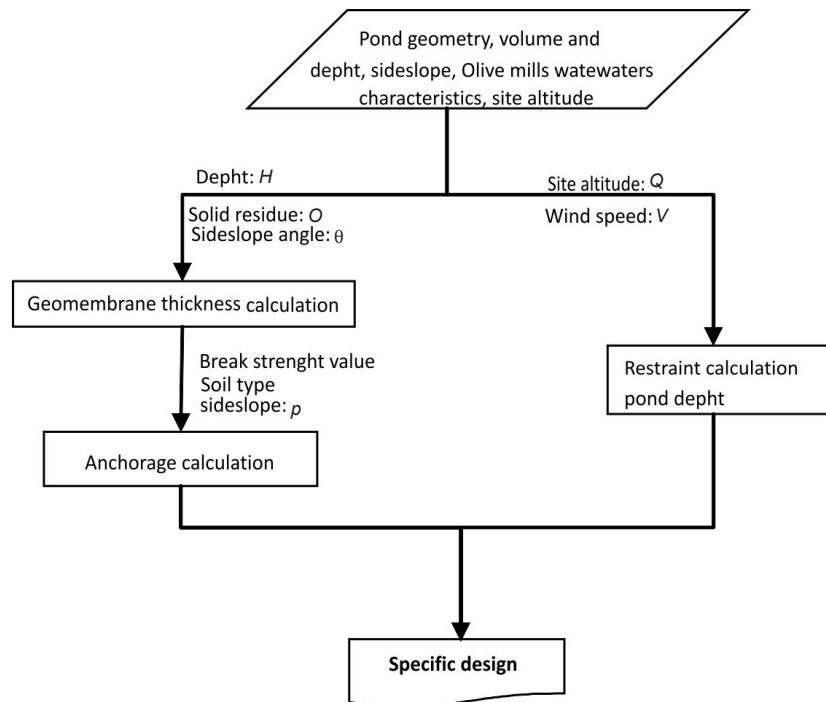 Pond geometry, volume and
depht, sideslope, Olive mills watewaters
characteristics, site altitude
Depht: H
Solid residue: O
Sideslope angle: θ
Site altitude: Q
Wind speed: V
Geomembrane thickness calculation
Break strenght value
Soil type
sideslope: p
Restraint calculation
pond depht
Anchorage calculation
Specific design